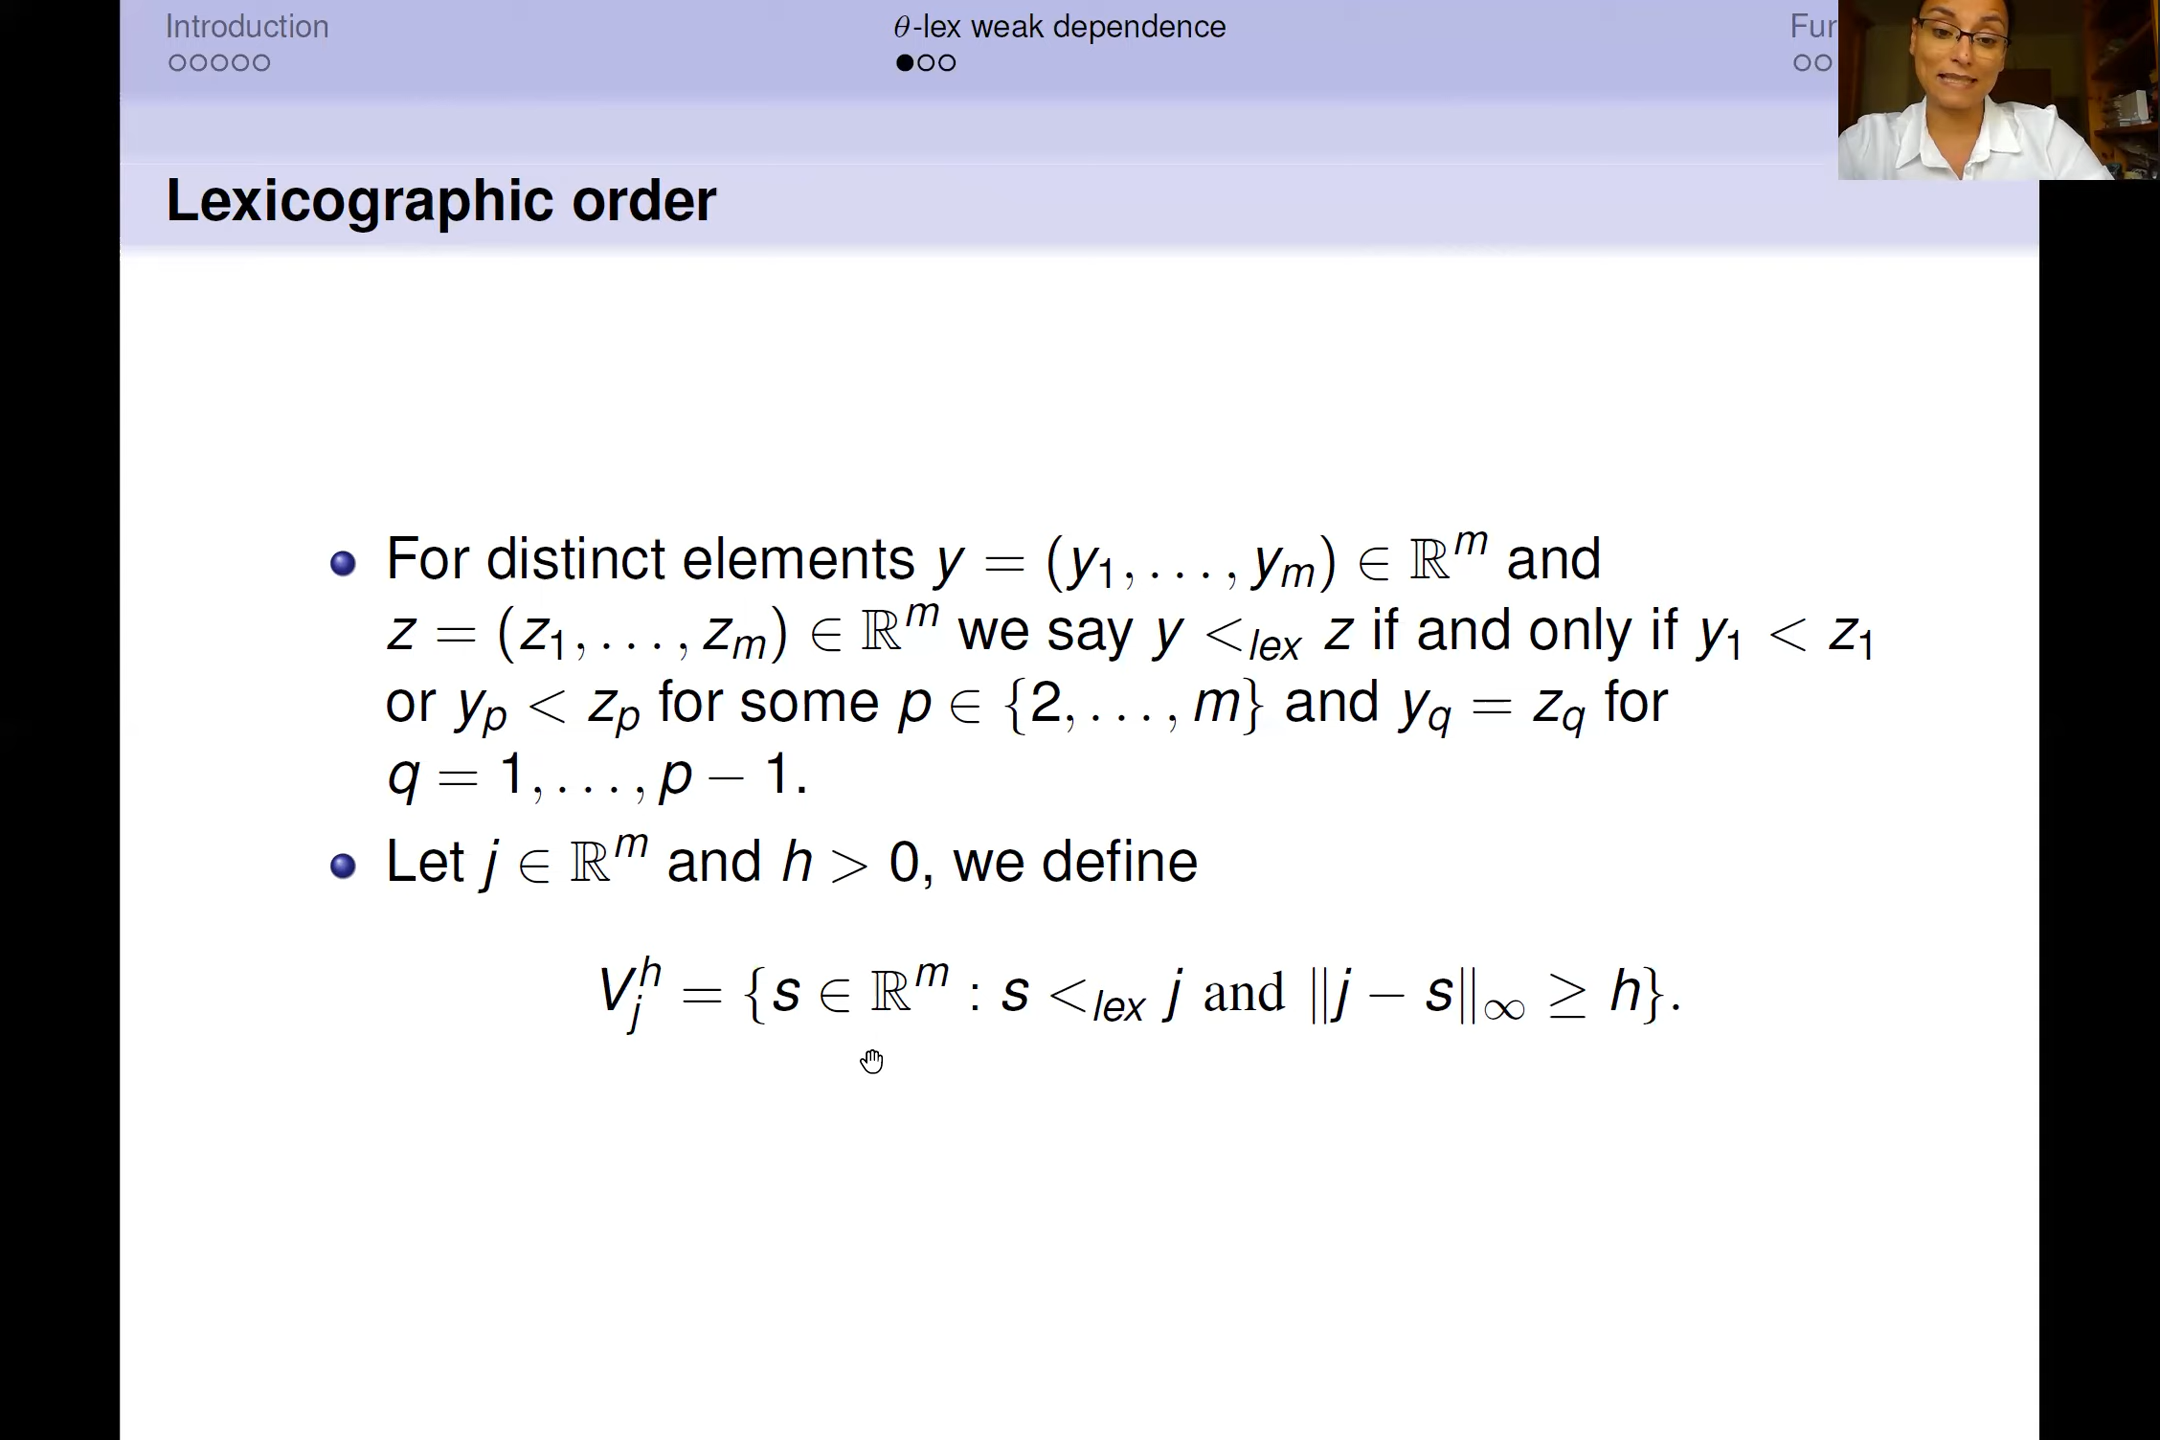 Introduction
θ-lex weak dependence
Fur
Lexicographic order
For distinct elements y = (y₁, . . . , yₘ) ∈ ℝᵐ and
z = (z₁, . . . , zₘ) ∈ ℝᵐ we say y <_{lex} z if and only if y₁ < z₁
or y_p < z_p for some p ∈ {2, . . . , m} and y_q = z_q for
q = 1, . . . , p − 1.
Let j ∈ ℝᵐ and h > 0, we define
V_j^h = {s ∈ ℝᵐ : s <_{lex} j and ‖j − s‖_∞ ≥ h}.